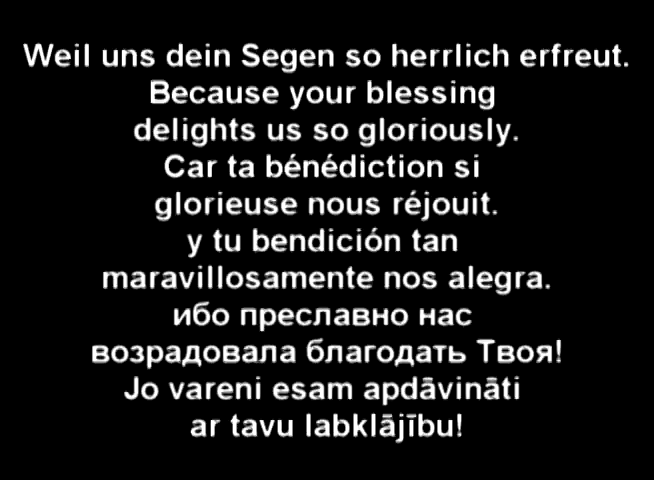 Weil uns dein Segen so herrlich erfreut.
Because your blessing
delights us so gloriously.
Car ta bénédiction si
glorieuse nous réjouit.
y tu bendición tan
maravillosamente nos alegra.
ибо преславно нас
возрадовала благодать Твоя!
Jo vareni esam apdāvināti
ar tavu labklājību!